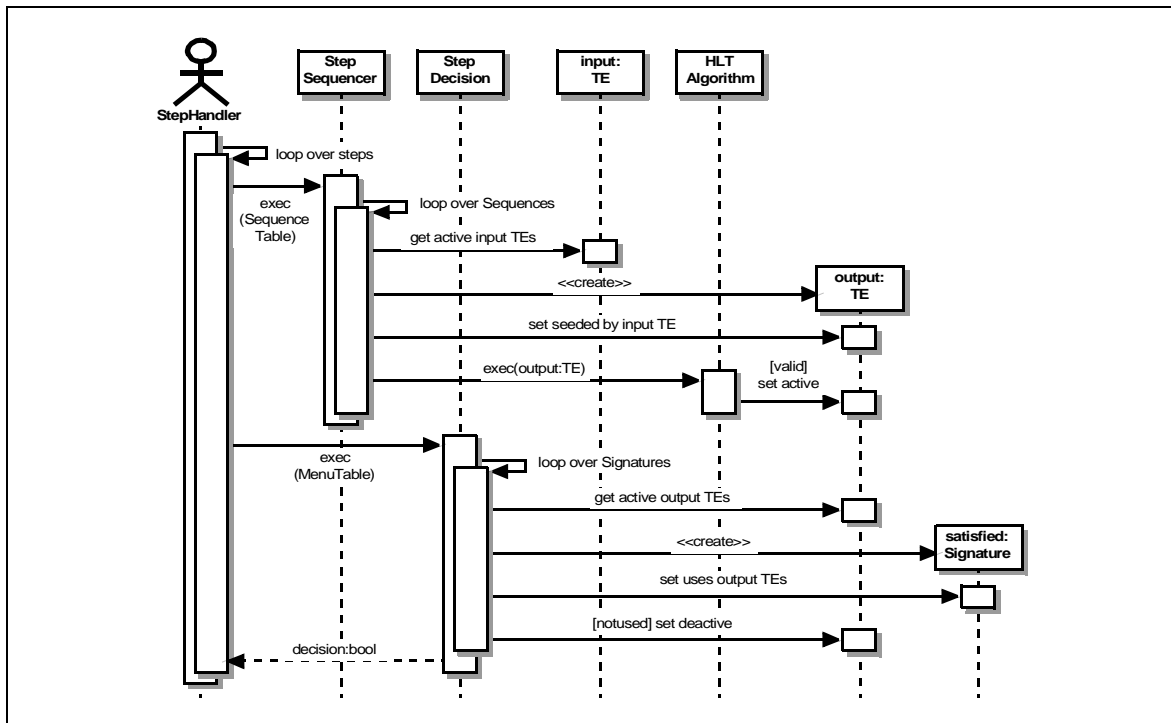 Step
Sequencer
Step
Decision
input:
TE
HLT
Algorithm
StepHandler
loop over steps
exec
(Sequence
Table)
loop over Sequences
get active input TEs
<<create>>
output:
TE
set seeded by input TE
exec(output:TE)
[valid]
set active
exec
(MenuTable)
loop over Signatures
get active output TEs
<<create>>
satisfied:
Signature
set uses output TEs
[notused] set deactive
decision:bool